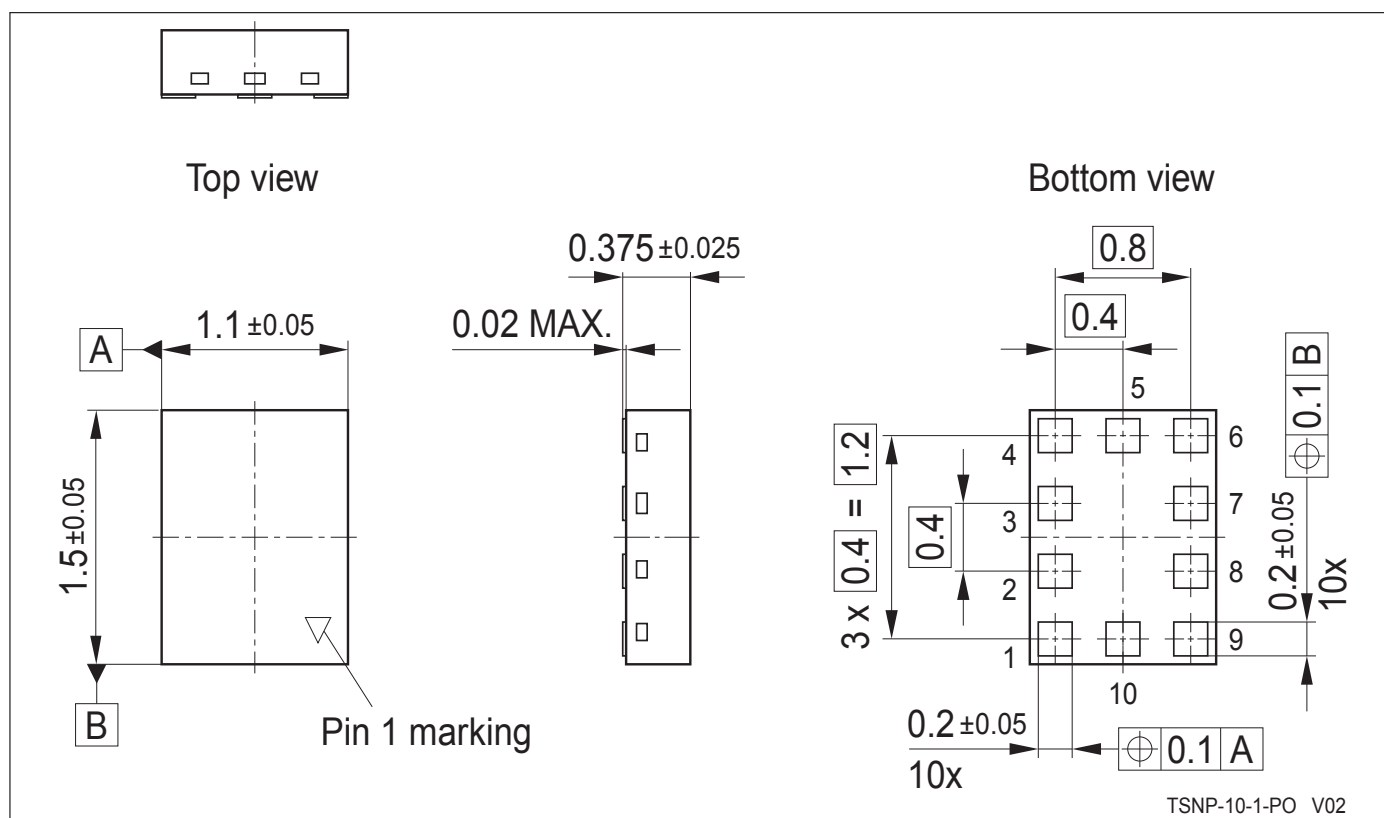 Top view
Bottom view
0.375 ±0.025
0.8
A
1.1 ±0.05
0.02 MAX.
0.4
5
0.1 B
4
6
1.5 ±0.05
3 x 0.4 = 1.2
0.4
3
7
0.2 ±0.05
10x
2
8
1
9
10
B
Pin 1 marking
0.2 ±0.05
10x
0.1 A
TSNP-10-1-PO V02